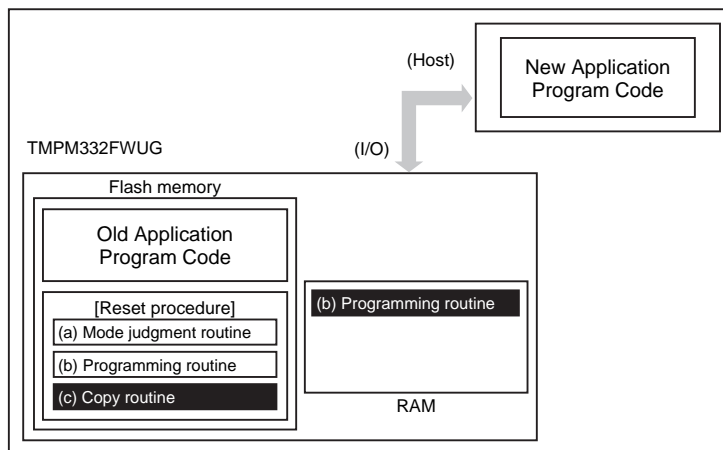 (Host)
New Application
Program Code
TMPM332FWUG
(I/O)
Flash memory
Old Application
Program Code
[Reset procedure]
(a) Mode judgment routine
(b) Programming routine
(c) Copy routine
(b) Programming routine
RAM